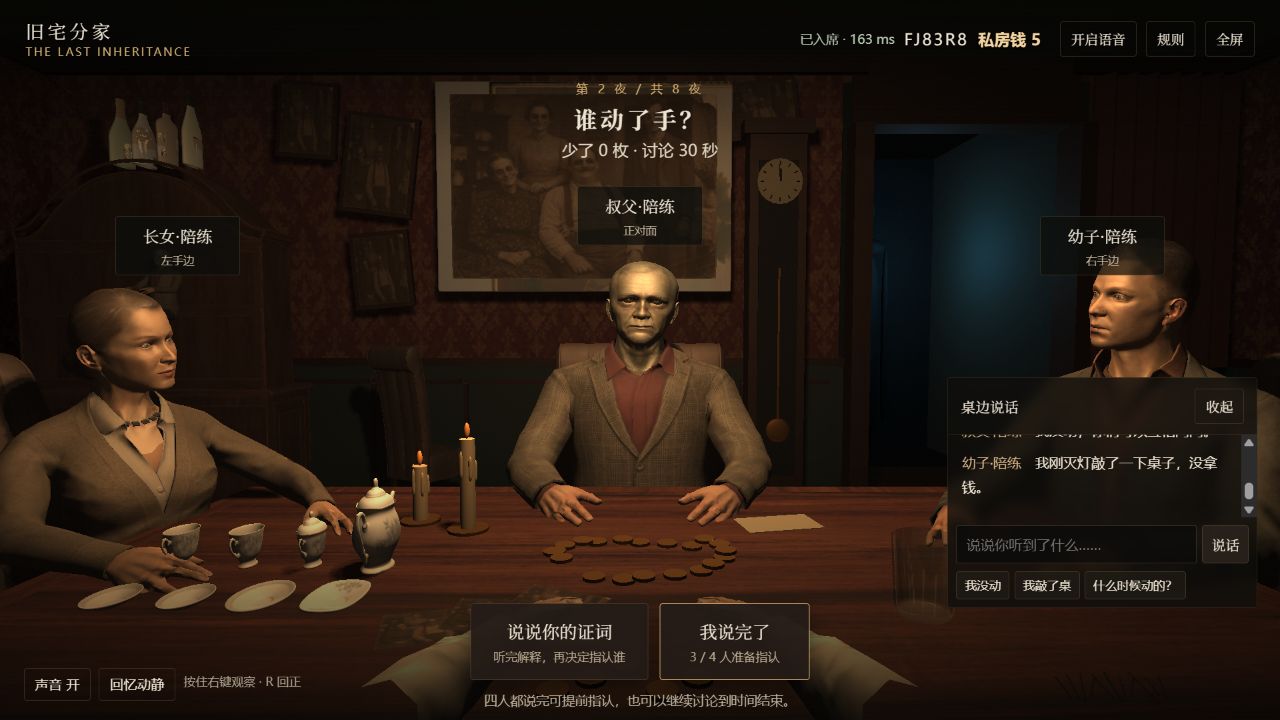 旧宅分家
THE LAST INHERITANCE
已入席 · 163 ms FJ83R8 私房钱 5 开启语音 规则 全屏
第 2 夜 / 共 8 夜
谁动了手？
少了 0 枚 · 讨论 30 秒
叔父·陪练
正对面
长女·陪练
左手边
幼子·陪练
右手边
桌边说话 收起
幼子·陪练 我刚灭灯敲了一下桌子，没拿
钱。
说说你听到了什么…… 说话
我没动 我敲了桌 什么时候动的？
说说你的证词
听完解释，再决定指认谁
我说完了
3 / 4 人准备指认
声音 开 回忆动静 按住右键观察 · R 回正
四人都说完可提前指认，也可以继续讨论到时间结束。